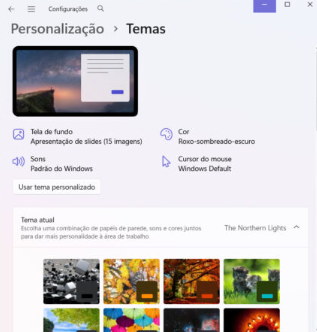 Configurações
Personalização > Temas
Tela de fundo
Apresentação de slides (15 imagens)
Cor
Roxo-sombreado-escuro
Sons
Padrão do Windows
Cursor do mouse
Windows Default
Usar tema personalizado
Tema atual
Escolha uma combinação de papéis de parede, sons e cores juntos
para dar mais personalidade à área de trabalho
The Northern Lights